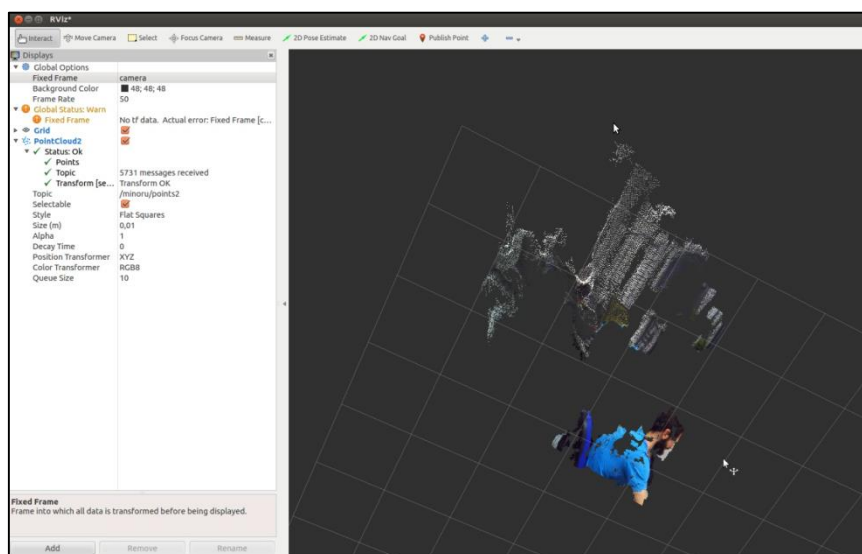 RViz*
Interact Move Camera Select Focus Camera Measure 2D Pose Estimate 2D Nav Goal Publish Point
Displays
Global Options
Fixed Frame camera
Background Color 48; 48; 48
Frame Rate 50
Global Status: Warn
Fixed Frame No tf data. Actual error: Fixed Frame [c...
Grid
PointCloud2
Status: Ok
Points
Topic 5731 messages received
Transform [se... Transform OK
Topic /minoru/points2
Selectable
Style Flat Squares
Size (m) 0,01
Alpha 1
Decay Time 0
Position Transformer XYZ
Color Transformer RGB8
Queue Size 10
Fixed Frame
Frame into which all data is transformed before being displayed.
Add Remove Rename